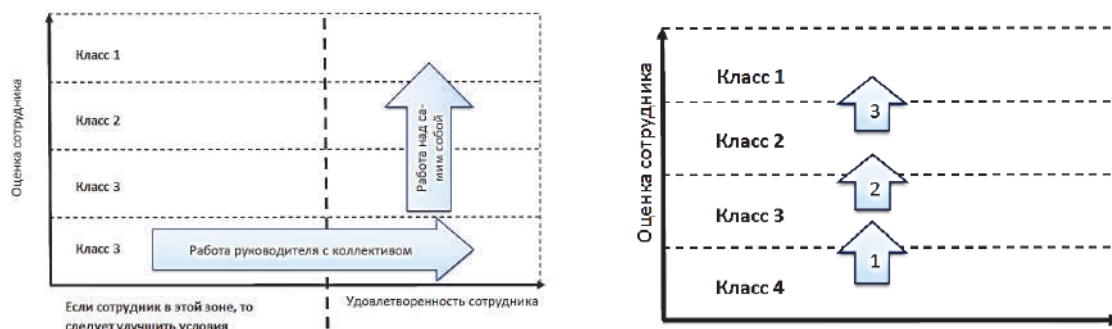 Оценка сотрудника
Класс 1
Класс 2
Класс 3
Класс 3
Работа над са-
мим собой
Работа руководителя с коллективом
Если сотрудник в этой зоне, то
следует улучшить условия
Удовлетворенность сотрудника
Оценка сотрудника
Класс 1
3
Класс 2
2
Класс 3
1
Класс 4